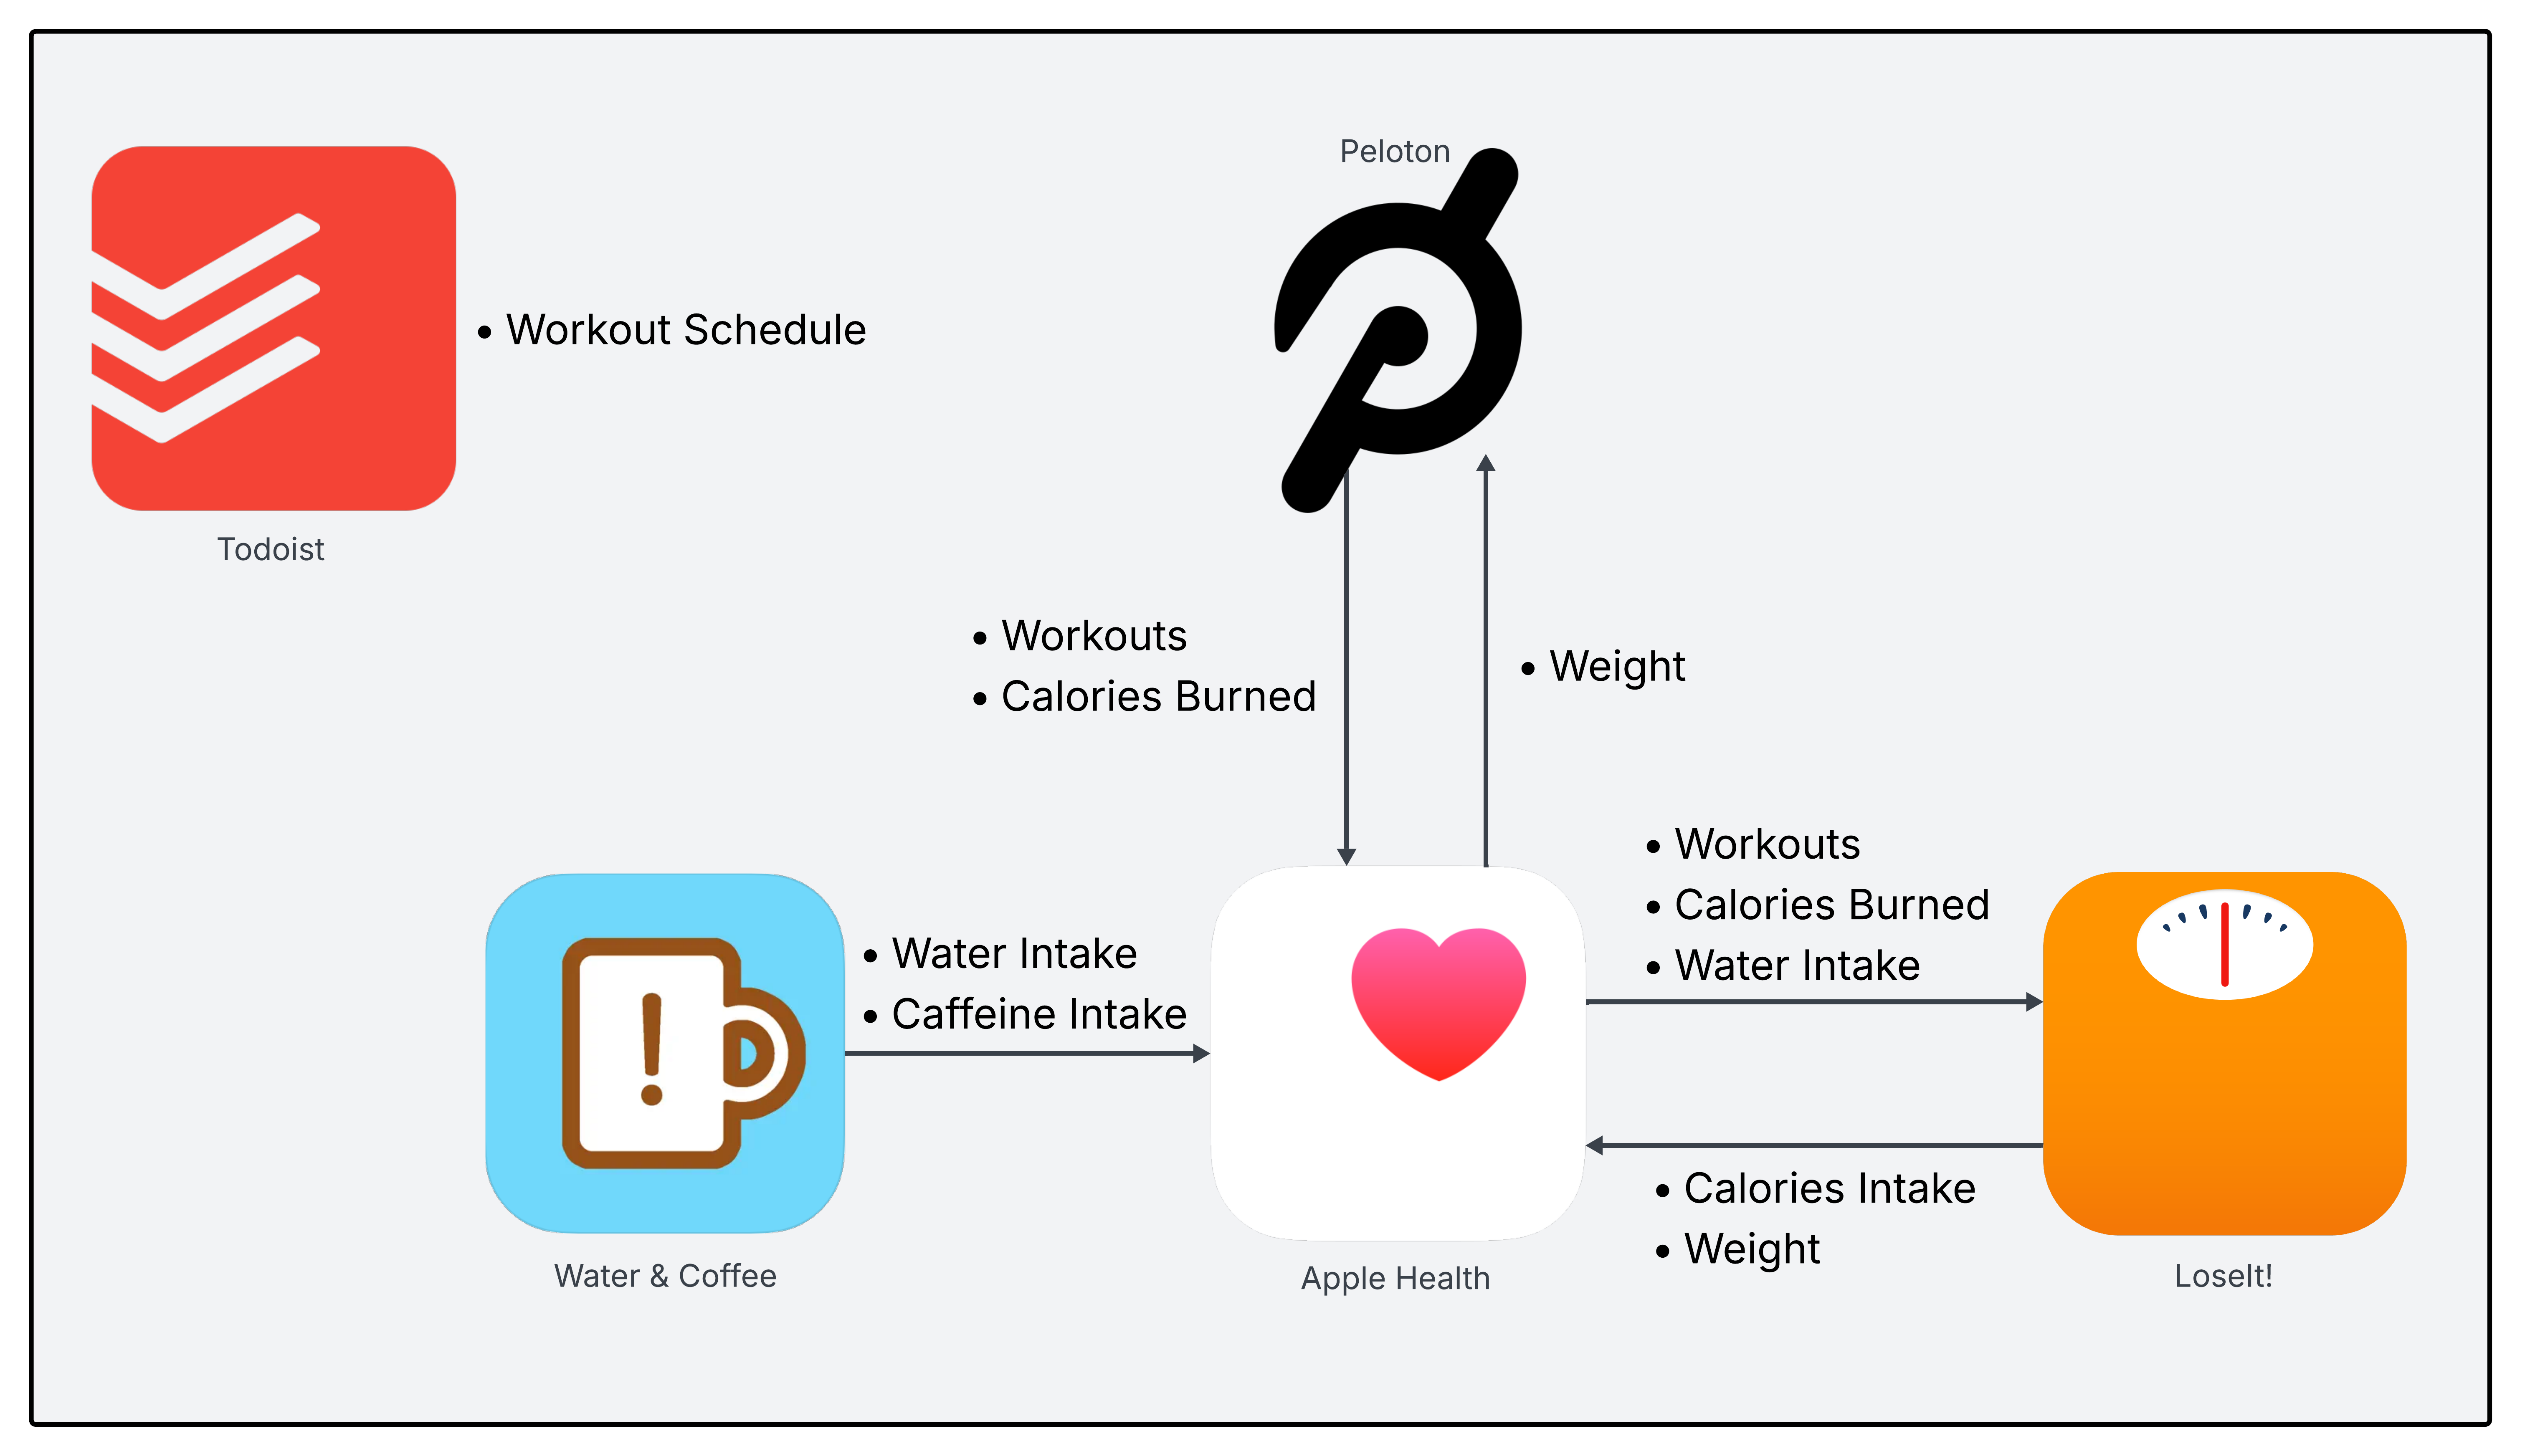 Peloton
• Workout Schedule
Todoist
• Workouts
• Calories Burned
• Weight
• Water Intake
• Caffeine Intake
• Workouts
• Calories Burned
• Water Intake
• Calories Intake
• Weight
Water & Coffee
Apple Health
LoseIt!